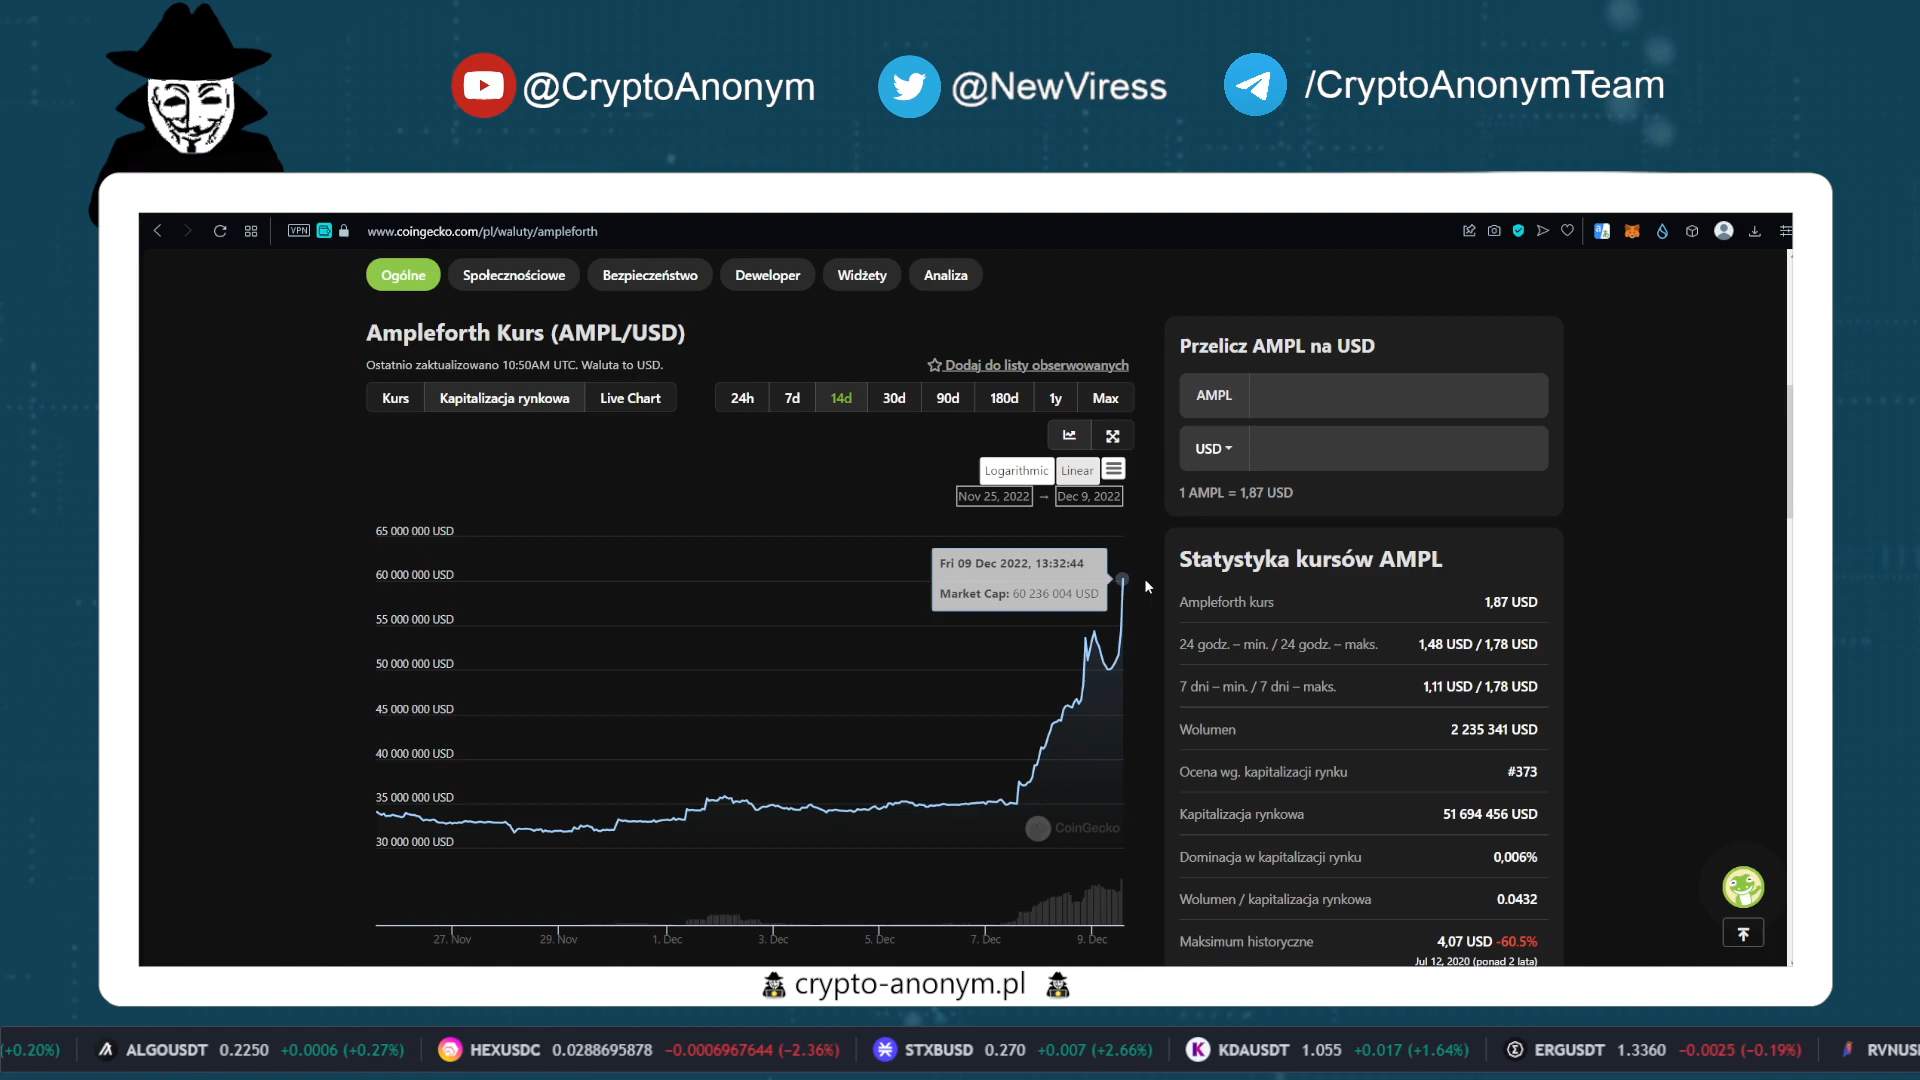 @CryptoAnonym
@NewViress
/CryptoAnonymTeam
VPN
www.coingecko.com/pl/waluty/ampleforth
Ogólne
Społecznościowe
Bezpieczeństwo
Deweloper
Widżety
Analiza
Ampleforth Kurs (AMPL/USD)
Ostatnio zaktualizowano 10:50AM UTC. Waluta to USD.
Dodaj do listy obserwowanych
Kurs
Kapitalizacja rynkowa
Live Chart
24h
7d
14d
30d
90d
180d
1y
Max
Logarithmic
Linear
Nov 25, 2022 → Dec 9, 2022
65 000 000 USD
60 000 000 USD
55 000 000 USD
50 000 000 USD
45 000 000 USD
40 000 000 USD
35 000 000 USD
30 000 000 USD
Fri 09 Dec 2022, 13:32:44
Market Cap: 60 236 004 USD
CoinGecko
27. Nov
29. Nov
1. Dec
3. Dec
5. Dec
7. Dec
9. Dec
Przelicz AMPL na USD
AMPL
USD
1 AMPL = 1,87 USD
Statystyka kursów AMPL
Ampleforth kurs 1,87 USD
24 godz. – min. / 24 godz. – maks. 1,48 USD / 1,78 USD
7 dni – min. / 7 dni – maks. 1,11 USD / 1,78 USD
Wolumen 2 235 341 USD
Ocena wg. kapitalizacji rynku #373
Kapitalizacja rynkowa 51 694 456 USD
Dominacja w kapitalizacji rynku 0,006%
Wolumen / kapitalizacja rynkowa 0.0432
Maksimum historyczne 4,07 USD -60.5%
Jul 12, 2020 (ponad 2 lata)
crypto-anonym.pl
(+0.20%)
ALGOUSDT 0.2250 +0.0006 (+0.27%)
HEXUSDC 0.0288695878 −0.0006967644 (−2.36%)
STXBUSD 0.270 +0.007 (+2.66%)
KDAUSDT 1.055 +0.017 (+1.64%)
ERGUSDT 1.3360 −0.0025 (−0.19%)